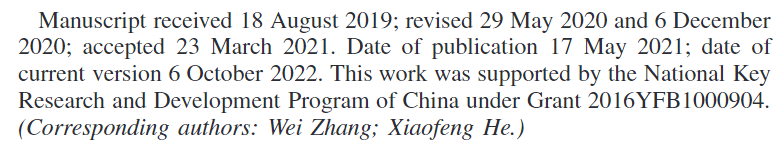 Manuscript received 18 August 2019; revised 29 May 2020 and 6 December
2020; accepted 23 March 2021. Date of publication 17 May 2021; date of
current version 6 October 2022. This work was supported by the National Key
Research and Development Program of China under Grant 2016YFB1000904.
(Corresponding authors: Wei Zhang; Xiaofeng He.)